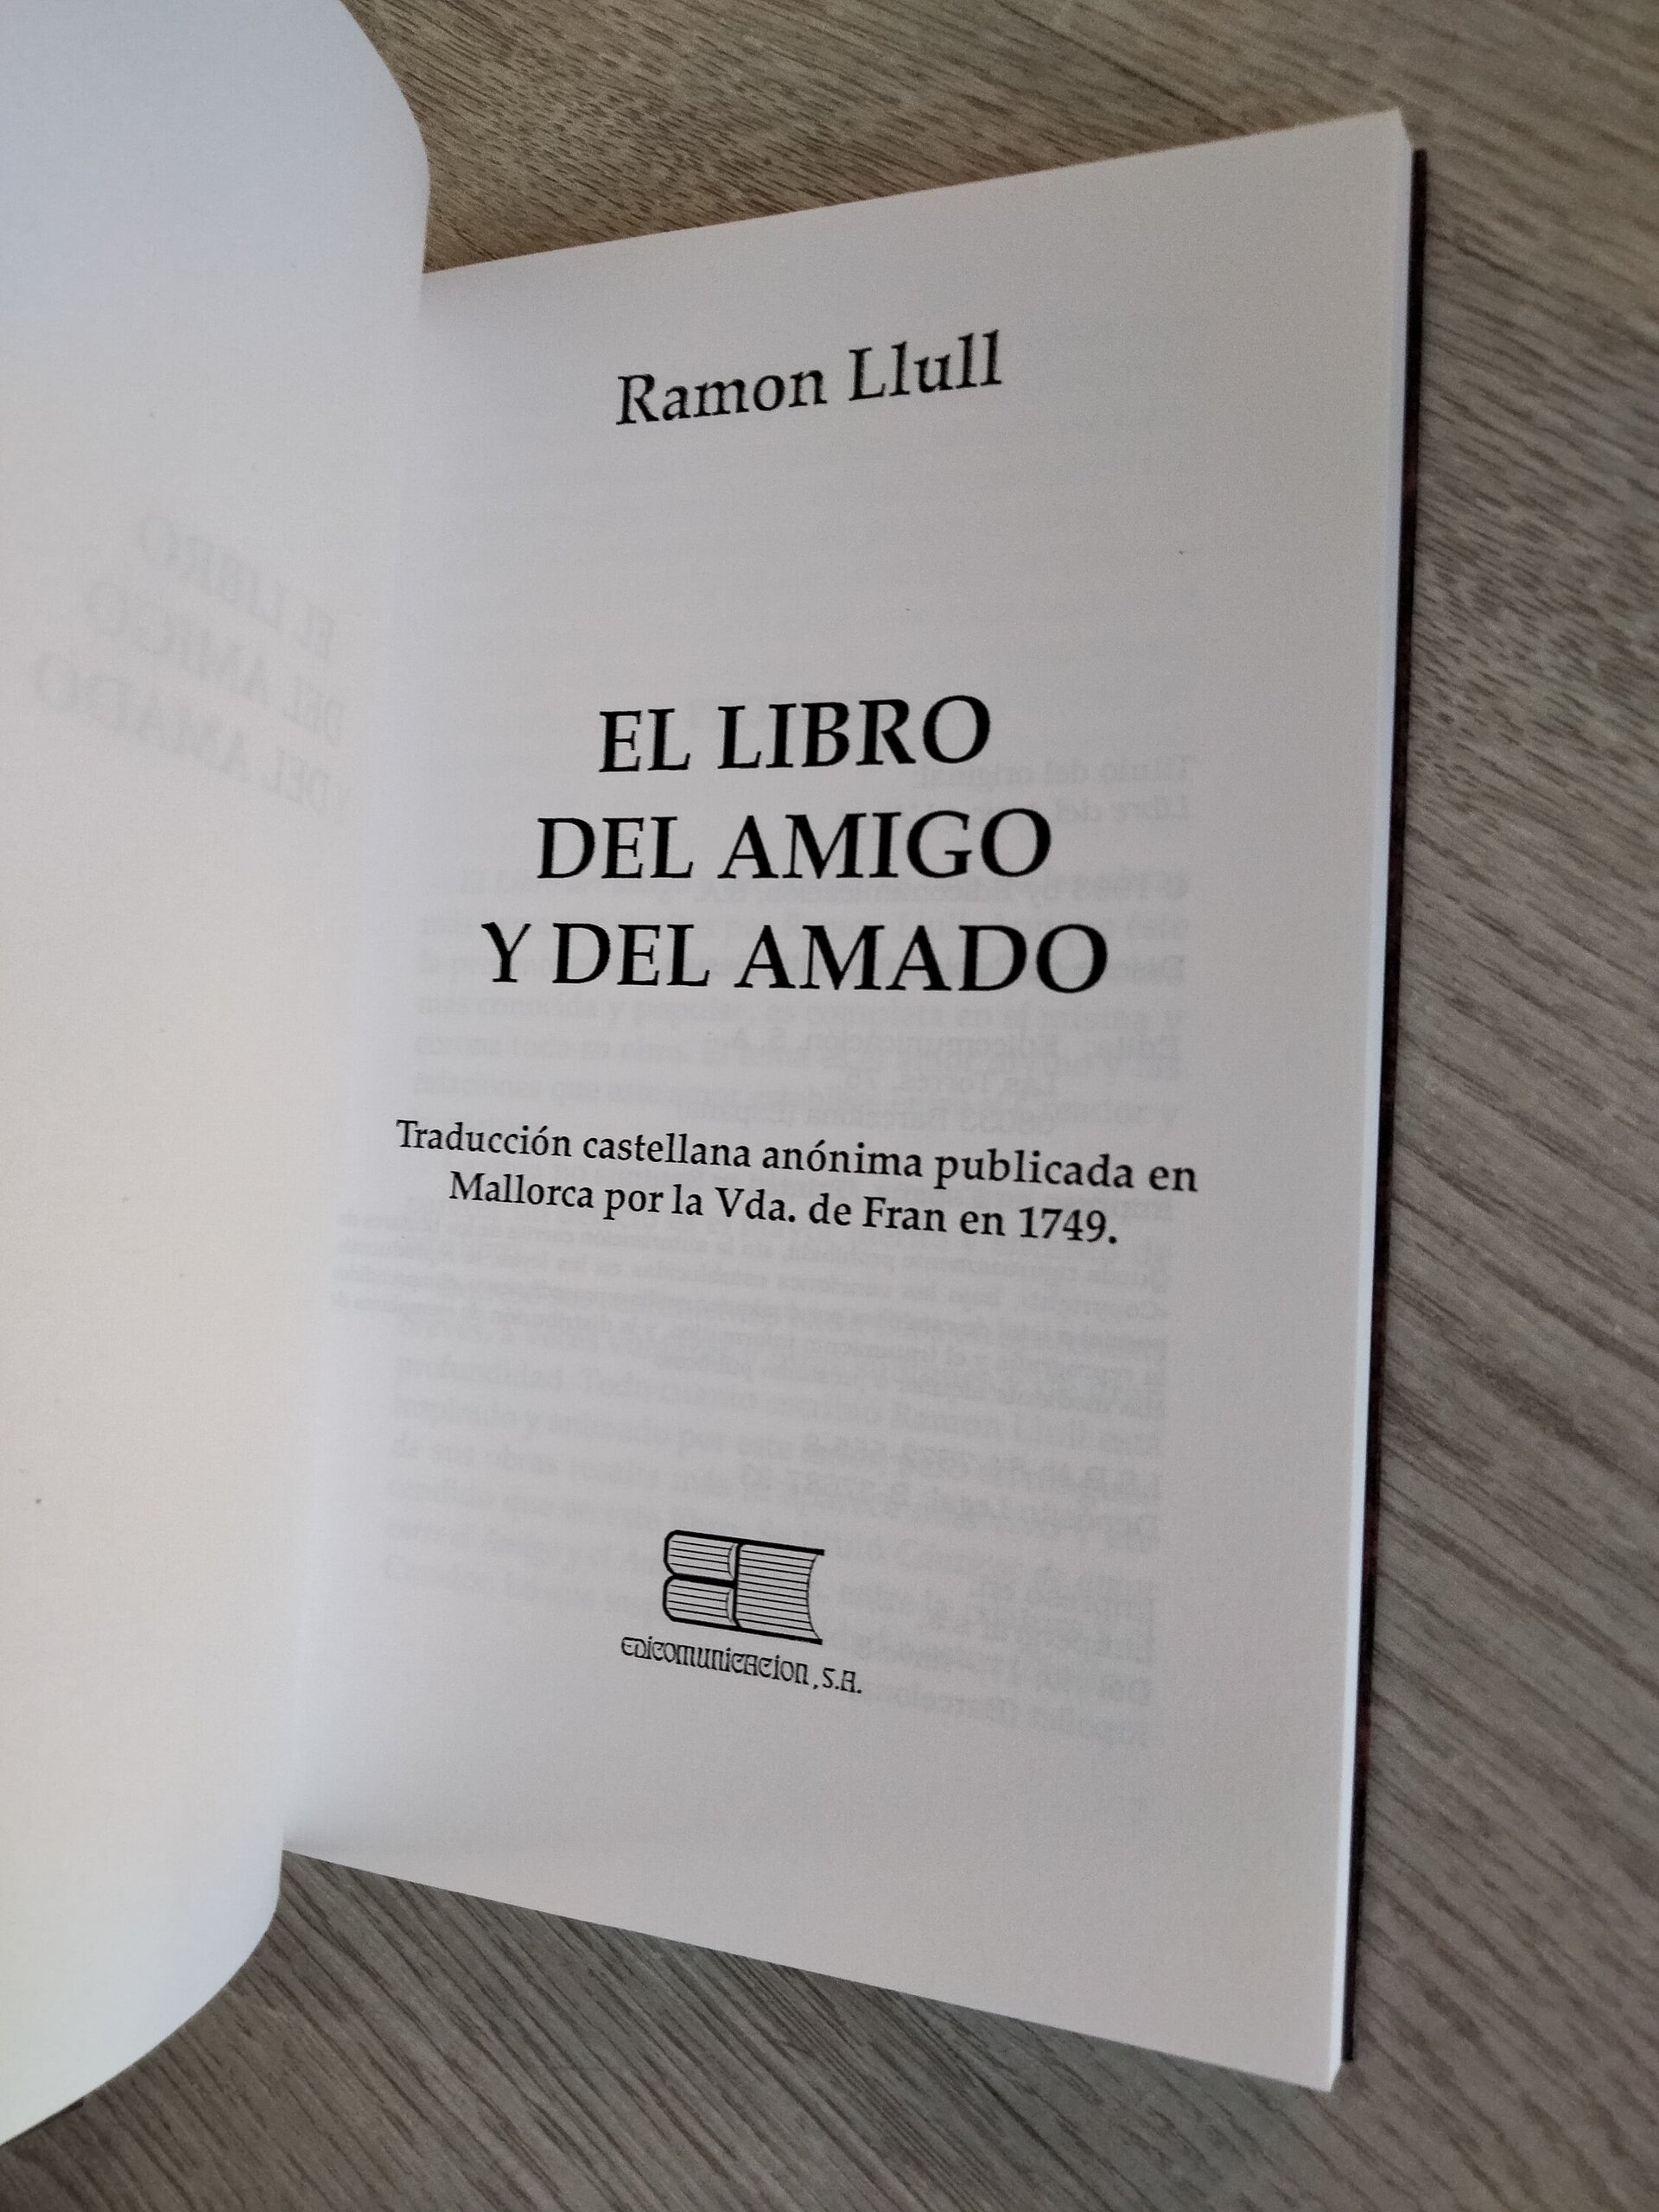 Ramon Llull
EL LIBRO
DEL AMIGO
Y DEL AMADO
Traducción castellana anónima publicada en
Mallorca por la Vda. de Fran en 1749.
EDICOMUNICACION, S.A.